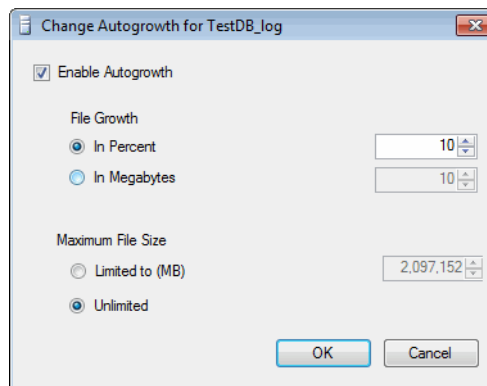 Change Autogrowth for TestDB_log
Enable Autogrowth
File Growth
In Percent 10
In Megabytes 10
Maximum File Size
Limited to (MB) 2,097,152
Unlimited
OK Cancel